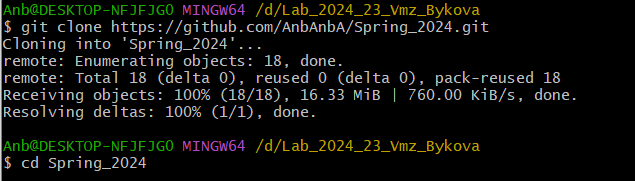 Anb@DESKTOP-NFJFJGO MINGW64 /d/Lab_2024_23_Vmz_Bykova
$ git clone https://github.com/AnbAnbA/Spring_2024.git
Cloning into 'Spring_2024'...
remote: Enumerating objects: 18, done.
remote: Total 18 (delta 0), reused 0 (delta 0), pack-reused 18
Receiving objects: 100% (18/18), 16.33 MiB | 760.00 KiB/s, done.
Resolving deltas: 100% (1/1), done.
Anb@DESKTOP-NFJFJGO MINGW64 /d/Lab_2024_23_Vmz_Bykova
$ cd Spring_2024